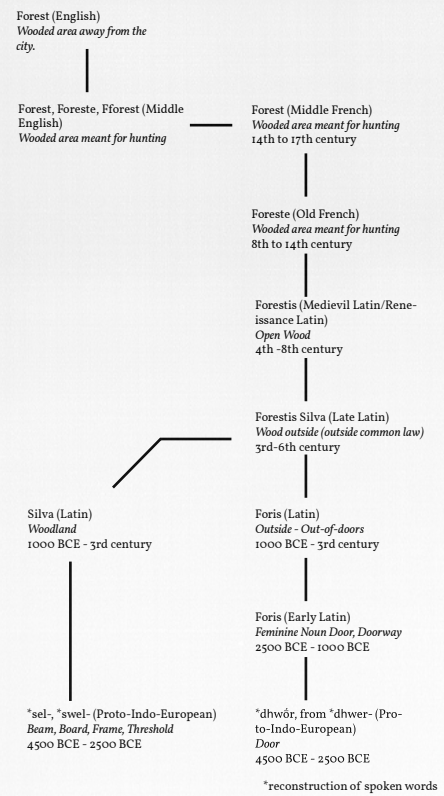 Forest (English)
Wooded area away from the
city.
Forest, Foreste, Fforest (Middle
English)
Wooded area meant for hunting
Forest (Middle French)
Wooded area meant for hunting
14th to 17th century
Foreste (Old French)
Wooded area meant for hunting
8th to 14th century
Forestis (Medievil Latin/Rene-
issance Latin)
Open Wood
4th -8th century
Forestis Silva (Late Latin)
Wood outside (outside common law)
3rd-6th century
Silva (Latin)
Woodland
1000 BCE - 3rd century
Foris (Latin)
Outside - Out-of-doors
1000 BCE - 3rd century
Foris (Early Latin)
Feminine Noun Door, Doorway
2500 BCE - 1000 BCE
*sel-, *swel- (Proto-Indo-European)
Beam, Board, Frame, Threshold
4500 BCE - 2500 BCE
*dhwṓr, from *dhwer- (Pro-
to-Indo-European)
Door
4500 BCE - 2500 BCE
*reconstruction of spoken words